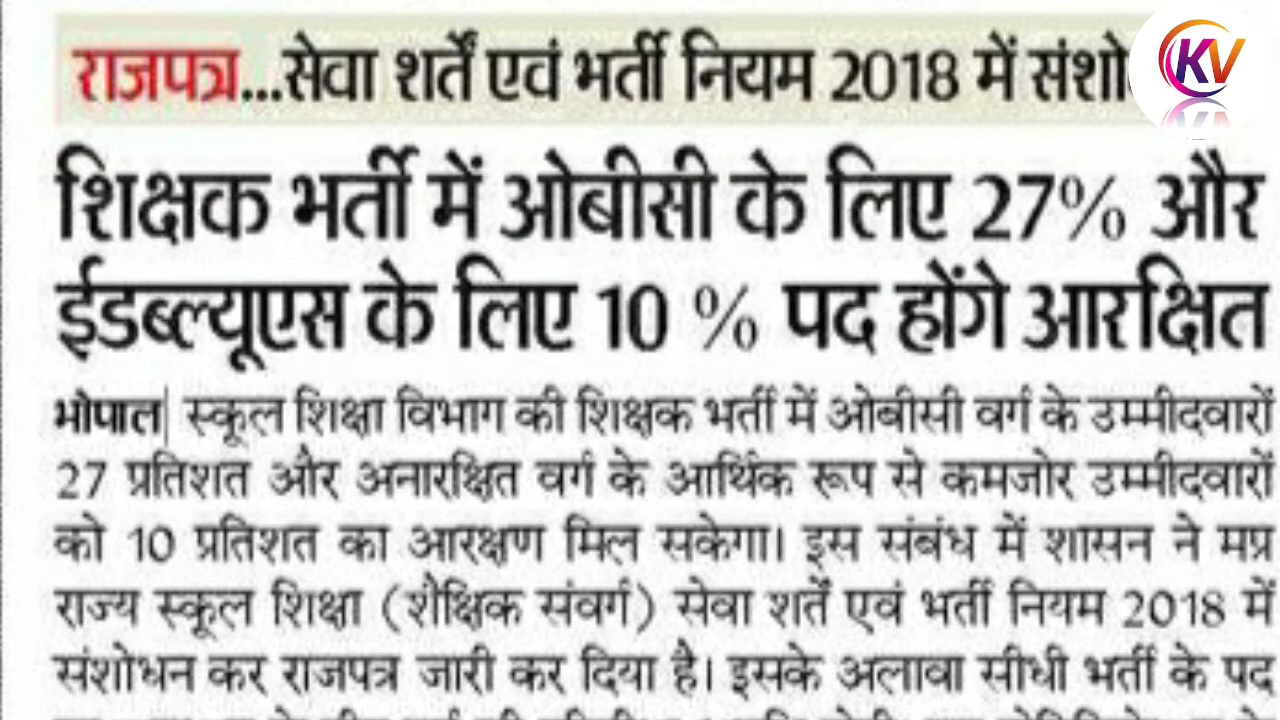 राजपत्र...सेवा शर्तें एवं भर्ती नियम 2018 में संशो
KV
शिक्षक भर्ती में ओबीसी के लिए 27% और
ईडब्ल्यूएस के लिए 10 % पद होंगे आरक्षित
भोपाल| स्कूल शिक्षा विभाग की शिक्षक भर्ती में ओबीसी वर्ग के उम्मीदवारों
27 प्रतिशत और अनारक्षित वर्ग के आर्थिक रूप से कमजोर उम्मीदवारों
को 10 प्रतिशत का आरक्षण मिल सकेगा। इस संबंध में शासन ने मप्र
राज्य स्कूल शिक्षा (शैक्षिक संवर्ग) सेवा शर्तें एवं भर्ती नियम 2018 में
संशोधन कर राजपत्र जारी कर दिया है। इसके अलावा सीधी भर्ती के पद